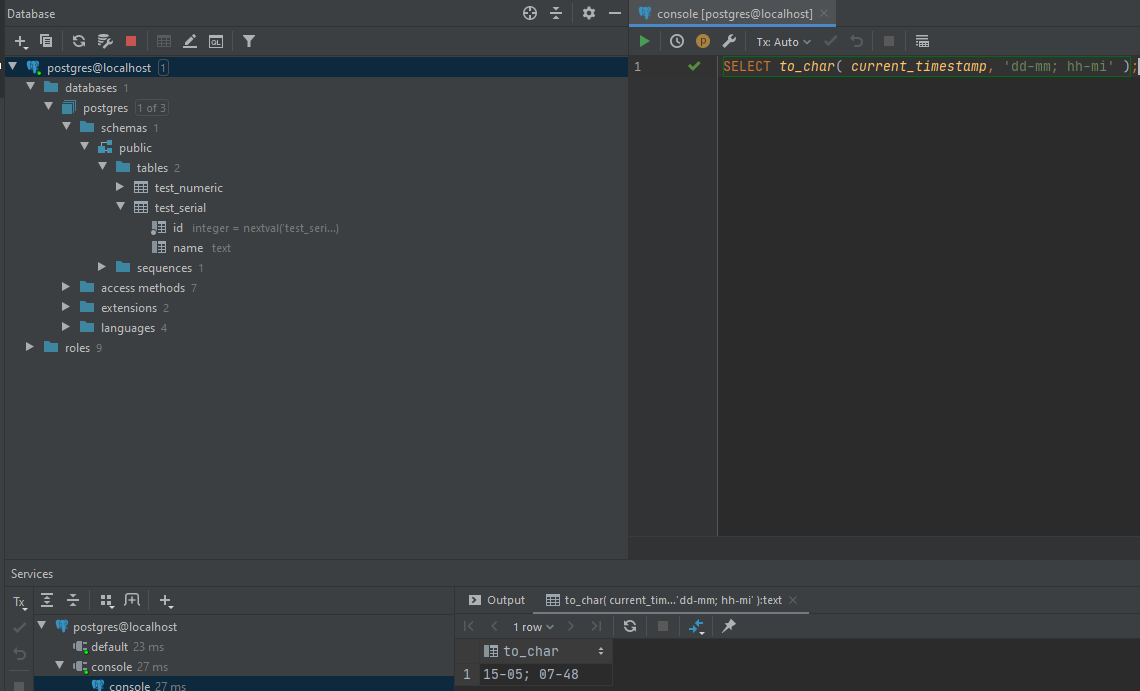 Database
postgres@localhost 1
databases 1
postgres 1 of 3
schemas 1
public
tables 2
test_numeric
test_serial
id integer = nextval('test_seri...)
name text
sequences 1
access methods 7
extensions 2
languages 4
roles 9
console [postgres@localhost]
Tx: Auto
1 SELECT to_char( current_timestamp, 'dd-mm; hh-mi' );
Services
Tx
postgres@localhost
default 23 ms
console 27 ms
console 27 ms
Output
to_char( current_tim...'dd-mm; hh-mi' ):text
1 row
to_char
1 15-05; 07-48